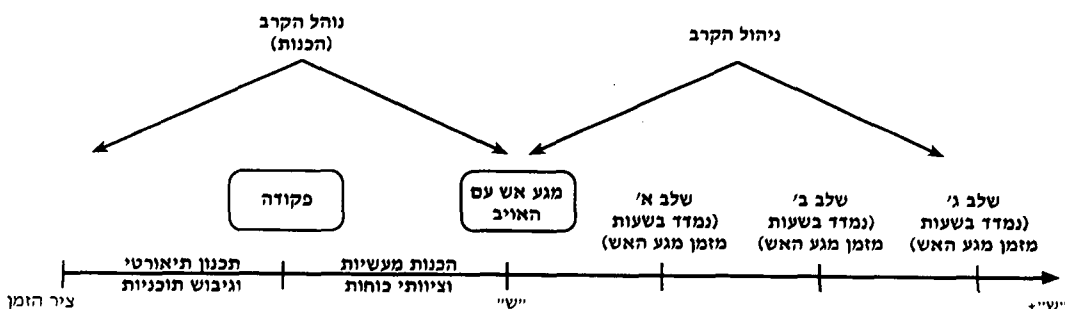 נוהל הקרב
(הכנות)
ניהול הקרב
פקודה
מגע אש עם
האויב
שלב א'
(נמדד בשעות
מזמן מגע האש)
שלב ב'
(נמדד בשעות
מזמן מגע האש)
שלב ג'
(נמדד בשעות
מזמן מגע האש)
תכנון תיאורטי
וגיבוש תוכניות
הכנות מעשיות
וציוותי כוחות
ציר הזמן
"ש"
"ש"+